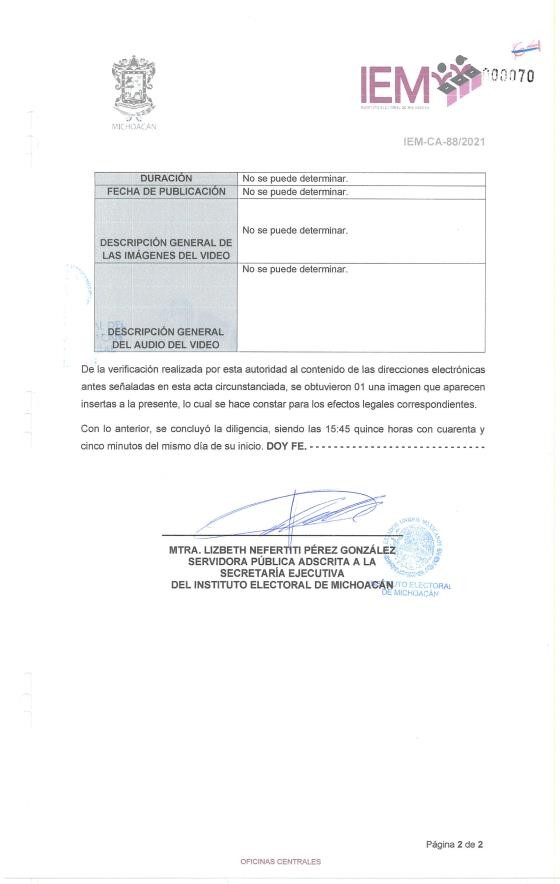 MICHOACÁN
IEM
INSTITUTO ELECTORAL DE MICHOACÁN
000070
IEM-CA-88/2021
DURACIÓN No se puede determinar.
FECHA DE PUBLICACIÓN No se puede determinar.
DESCRIPCIÓN GENERAL DE
LAS IMÁGENES DEL VIDEO
No se puede determinar.
No se puede determinar.
DESCRIPCIÓN GENERAL
DEL AUDIO DEL VIDEO
De la verificación realizada por esta autoridad al contenido de las direcciones electrónicas
antes señaladas en esta acta circunstanciada, se obtuvieron 01 una imagen que aparecen
insertas a la presente, lo cual se hace constar para los efectos legales correspondientes.
Con lo anterior, se concluyó la diligencia, siendo las 15:45 quince horas con cuarenta y
cinco minutos del mismo día de su inicio. DOY FE. - - - - - - - - - - - - - - - - - - - - - - - - - - - - -
MTRA. LIZBETH NEFERTITI PÉREZ GONZÁLEZ
SERVIDORA PÚBLICA ADSCRITA A LA
SECRETARÍA EJECUTIVA
DEL INSTITUTO ELECTORAL DE MICHOACÁN
ESTADOS UNIDOS MEXICANOS
INSTITUTO ELECTORAL
DE MICHOACÁN
Página 2 de 2
OFICINAS CENTRALES